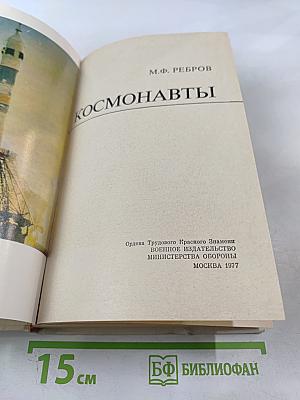 М.Ф. РЕБРОВ
КОСМОНАВТЫ
Ордена Трудового Красного Знамени
ВОЕННОЕ ИЗДАТЕЛЬСТВО
МИНИСТЕРСТВА ОБОРОНЫ
МОСКВА 1977
15 см
БФ БИБЛИОФАН